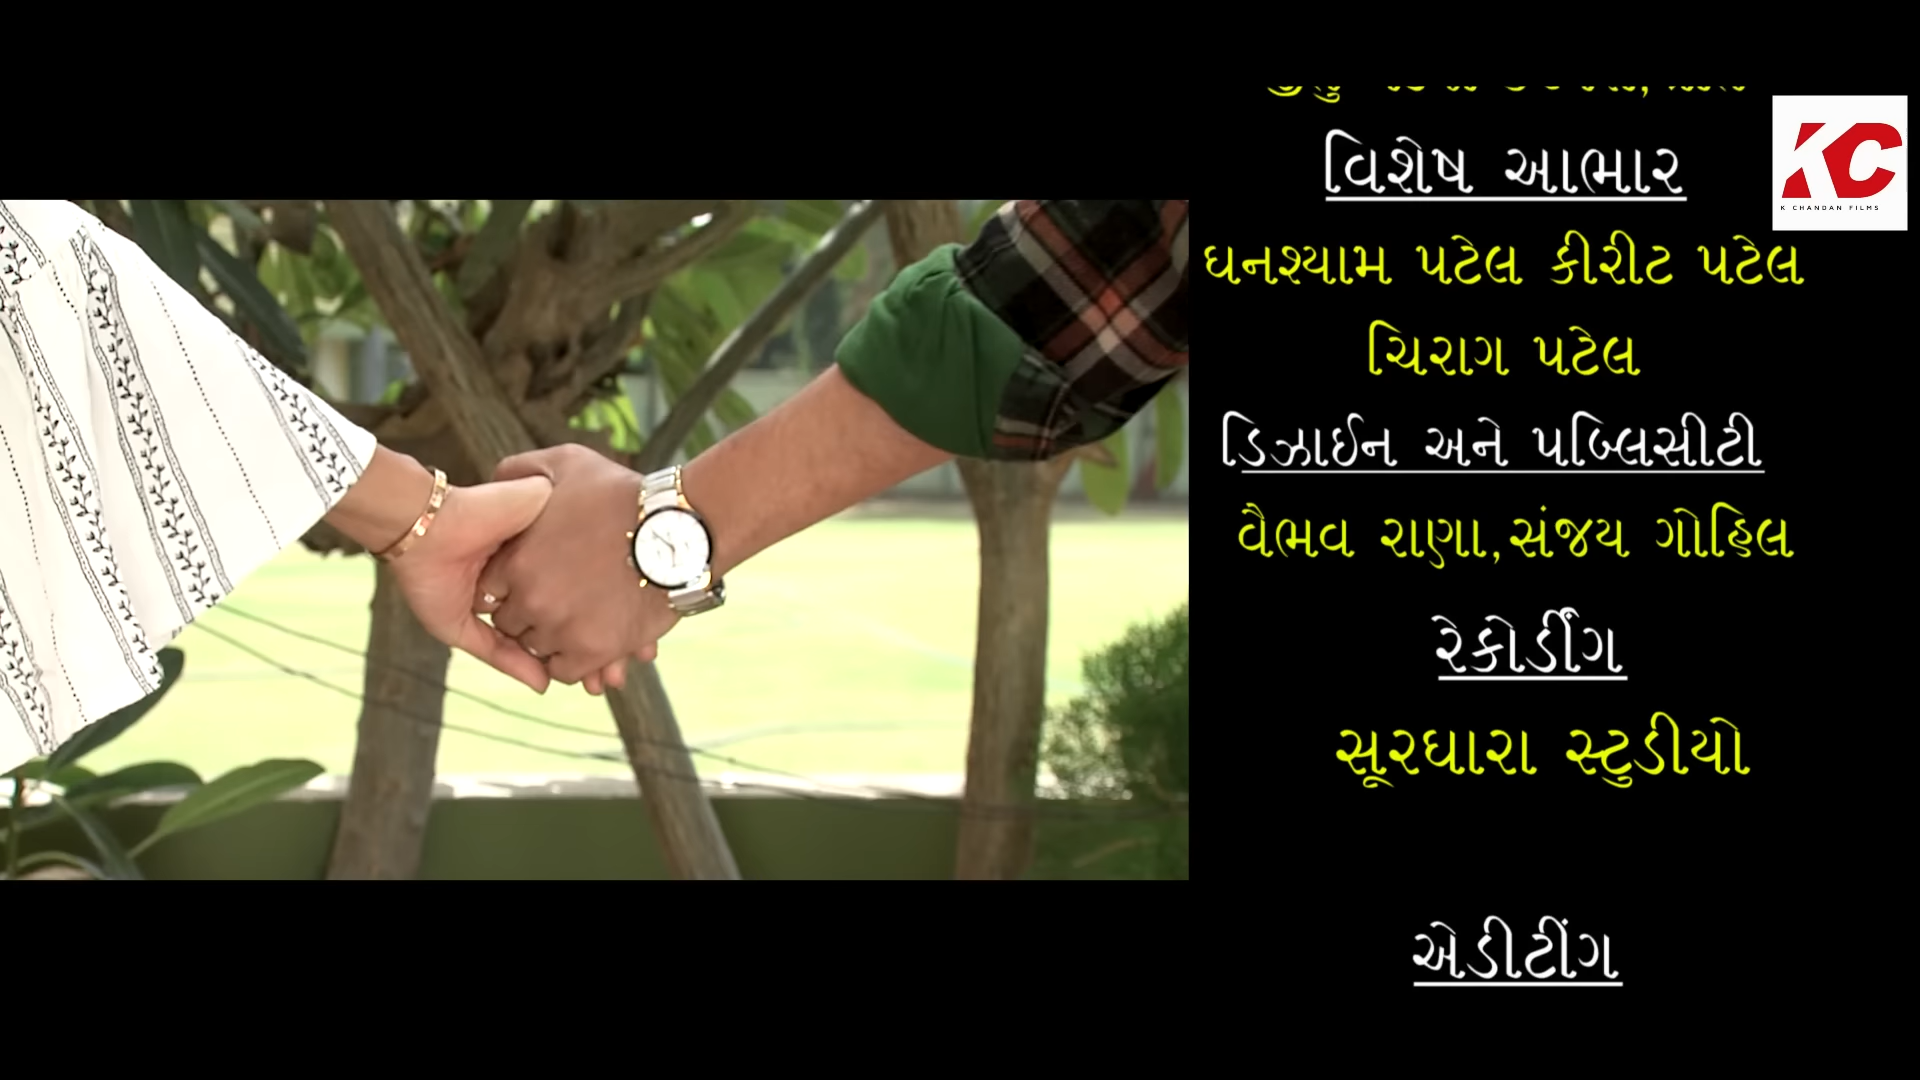 વિશેષ આભાર
ઘનશ્યામ પટેલ કીરીટ પટેલ
ચિરાગ પટેલ
ડિઝાઈન અને પબ્લિસીટી
વૈભવ રાણા,સંજય ગોહિલ
રેકોર્ડીંગ
સૂરધારા સ્ટુડીયો
એડીટીંગ
KC
K CHANDAN FILMS